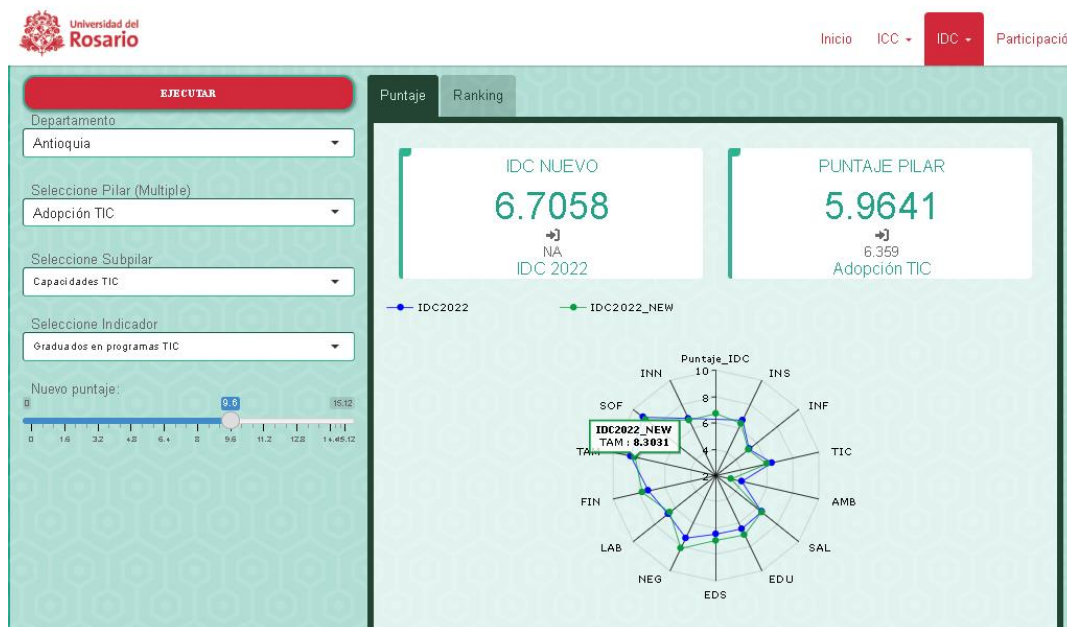 Universidad del
Rosario
Inicio ICC IDC Participació
EJECUTAR
Departamento
Antioquia
Seleccione Pilar (Multiple)
Adopción TIC
Seleccione Subpilar
Capacidades TIC
Seleccione Indicador
Graduados en programas TIC
Nuevo puntaje:
0 9.6 15.12
0 1.6 3.2 4.8 6.4 8 9.6 11.2 12.8 14.4 15.12
Puntaje Ranking
IDC NUEVO
6.7058
NA
IDC 2022
PUNTAJE PILAR
5.9641
6.359
Adopción TIC
IDC2022 IDC2022_NEW
Puntaje_IDC
10
INN INS
8
SOF INF
6
IDC2022_NEW
TAM : 8.3031
4
TAM TIC
2
FIN AMB
LAB SAL
NEG EDU
EDS